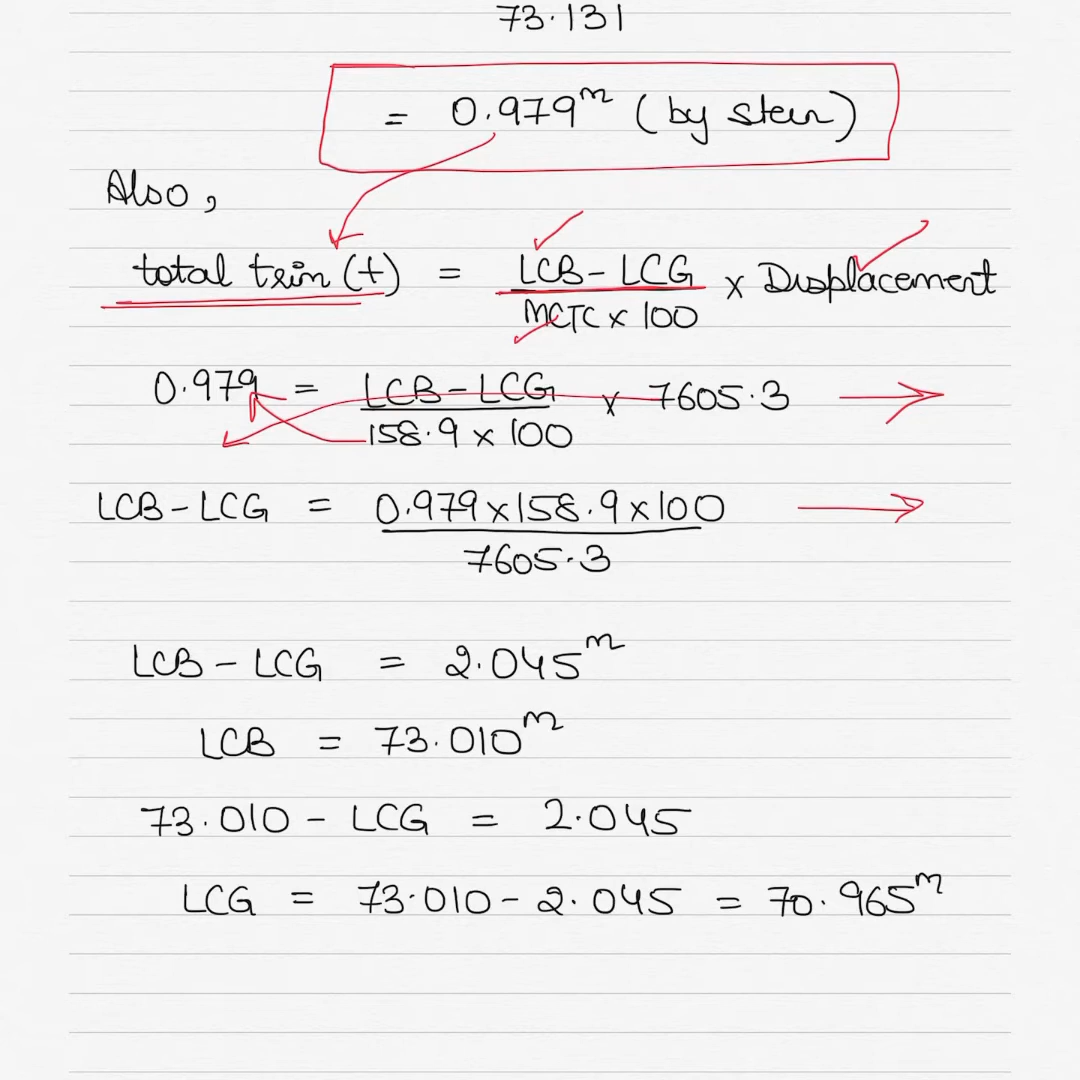 73.131
= 0.979m (by stern)
Also,
total trim (t) = LCB - LCG / MCTC x 100 x Displacement
0.979 = LCB - LCG / 158.9 x 100 x 7605.3
LCB - LCG = 0.979 x 158.9 x 100 / 7605.3
LCB - LCG = 2.045m
LCB = 73.010m
73.010 - LCG = 2.045
LCG = 73.010 - 2.045 = 70.965m